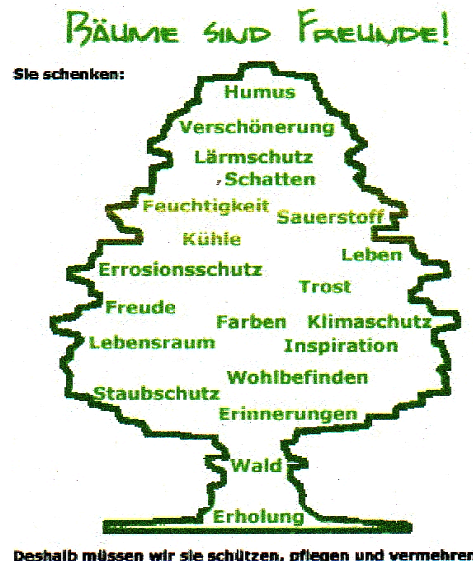 BÄUME SIND FREUNDE!
Sie schenken:
Humus
Verschönerung
Lärmschutz
Schatten
Feuchtigkeit
Sauerstoff
Kühle
Leben
Errosionsschutz
Trost
Freude
Farben Klimaschutz
Lebensraum
Inspiration
Wohlbefinden
Staubschutz
Erinnerungen
Wald
Erholung
Deshalb müssen wir sie schützen, pflegen und vermehren